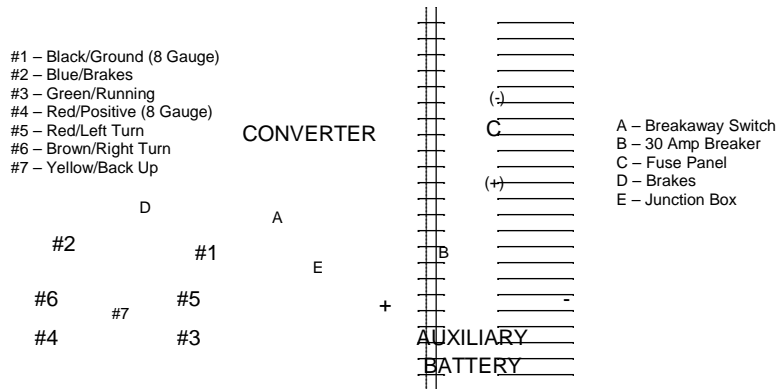 #1 – Black/Ground (8 Gauge)
#2 – Blue/Brakes
#3 – Green/Running
#4 – Red/Positive (8 Gauge)
#5 – Red/Left Turn
#6 – Brown/Right Turn
#7 – Yellow/Back Up
CONVERTER
(-)
C
(+)
A – Breakaway Switch
B – 30 Amp Breaker
C – Fuse Panel
D – Brakes
E – Junction Box
D
A
#2
#1
E
B
#6
#7
#5
+
-
#4
#3
AUXILIARY
BATTERY